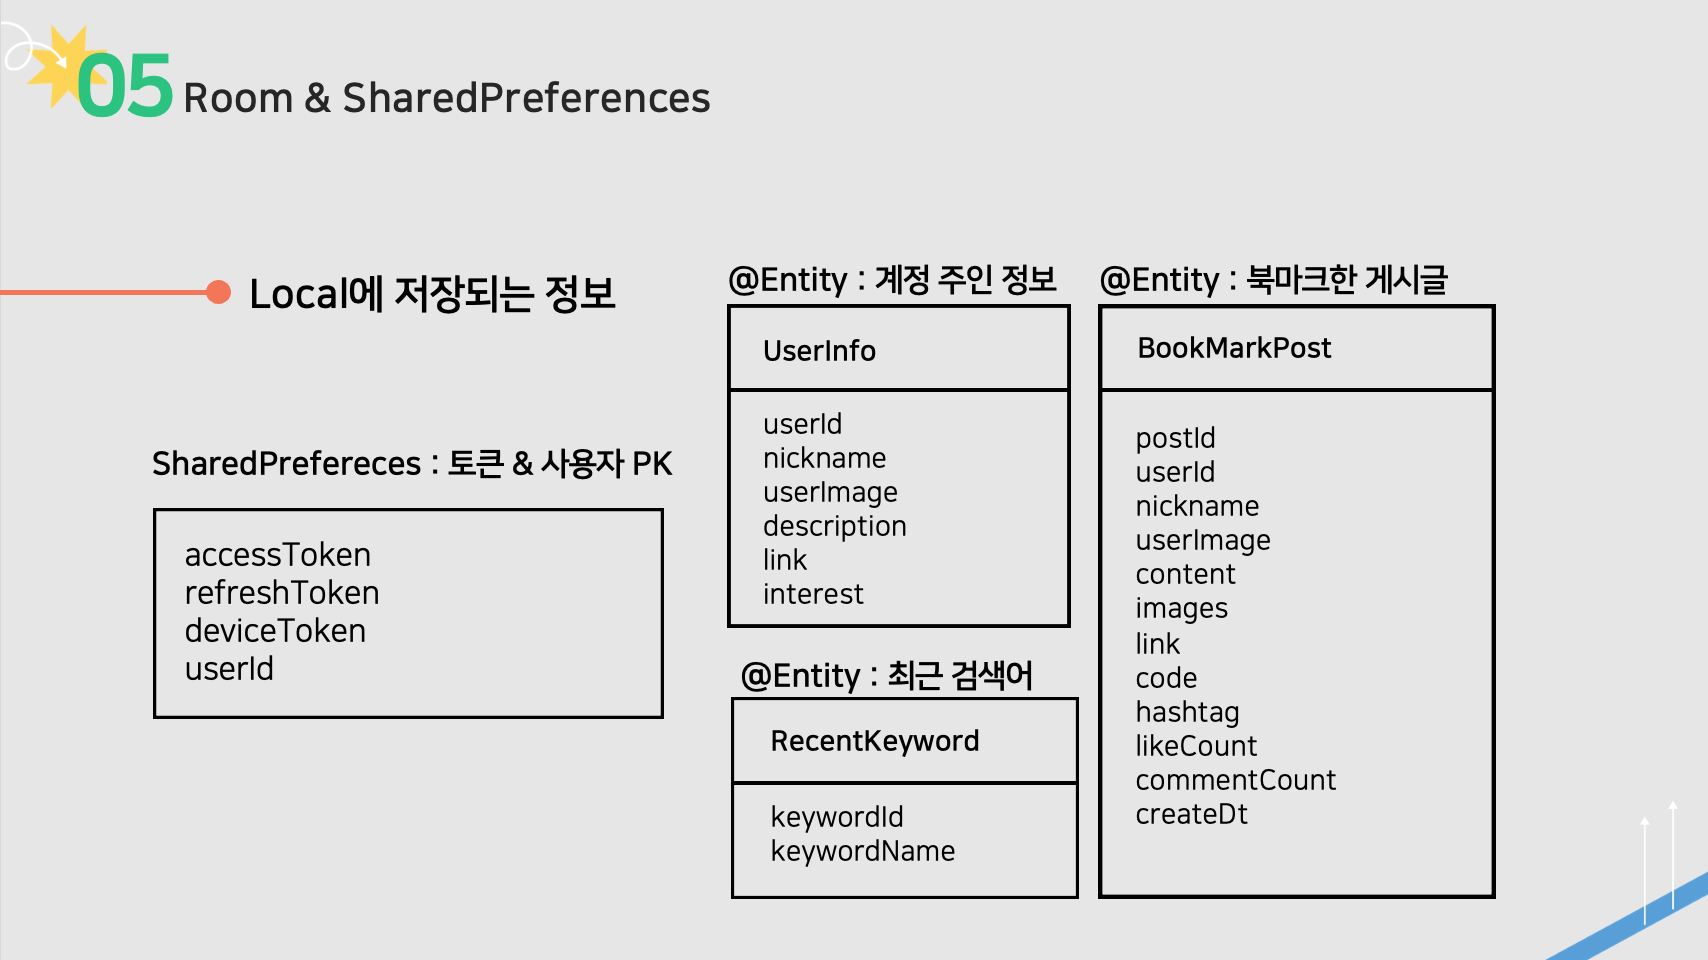 05 Room & SharedPreferences
Local에 저장되는 정보
SharedPrefereces : 토큰 & 사용자 PK
accessToken
refreshToken
deviceToken
userId
@Entity : 계정 주인 정보
UserInfo
userId
nickname
userImage
description
link
interest
@Entity : 최근 검색어
RecentKeyword
keywordId
keywordName
@Entity : 북마크한 게시글
BookMarkPost
postId
userId
nickname
userImage
content
images
link
code
hashtag
likeCount
commentCount
createDt